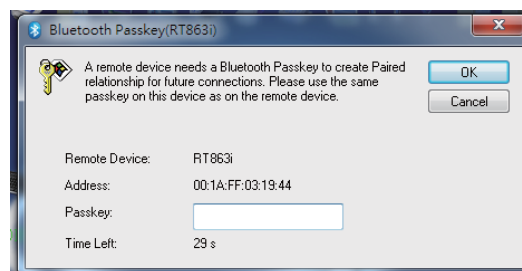 Bluetooth Passkey(RT863i)
A remote device needs a Bluetooth Passkey to create Paired
relationship for future connections. Please use the same
passkey on this device as on the remote device.
OK
Cancel
Remote Device: RT863i
Address: 00:1A:FF:03:19:44
Passkey:
Time Left: 29 s